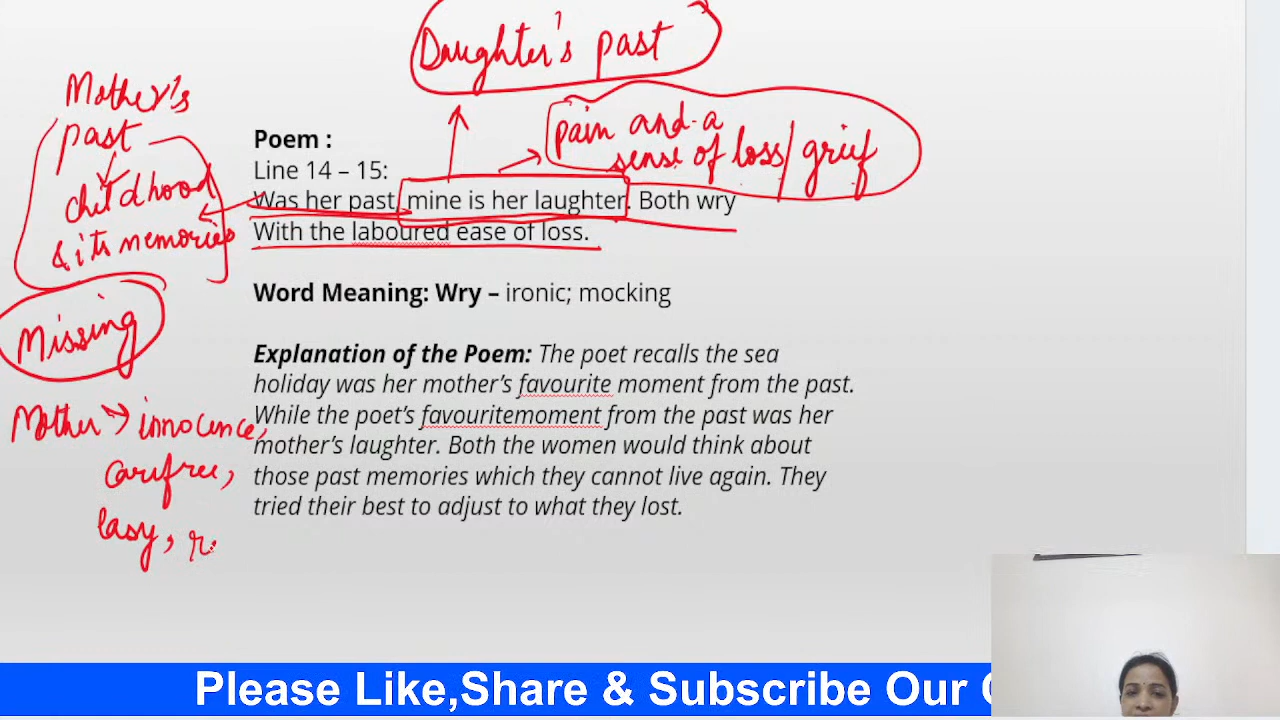 Daughter's past
Mother's
past
childhood
& its memories
pain and a
sense of loss/grief
Poem :
Line 14 – 15:
Was her past, mine is her laughter. Both wry
With the laboured ease of loss.
Word Meaning: Wry – ironic; mocking
Missing
Explanation of the Poem: The poet recalls the sea
holiday was her mother's favourite moment from the past.
While the poet's favouritemoment from the past was her
mother's laughter. Both the women would think about
those past memories which they cannot live again. They
tried their best to adjust to what they lost.
Mother → innocence,
carefree,
easy, r
Please Like,Share & Subscribe Our